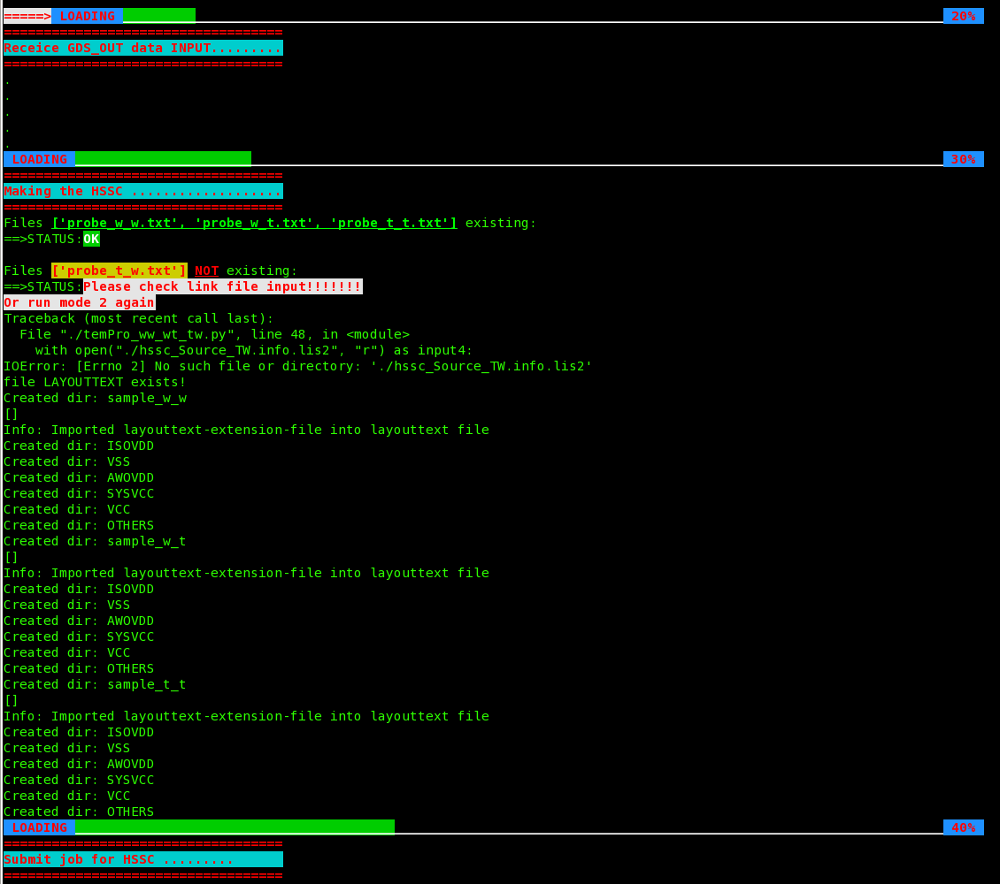 =====> LOADING 20%
===================================
Receice GDS_OUT data INPUT.........
===================================
.
.
.
.
.
LOADING 30%
===================================
Making the HSSC ...................
===================================
Files ['probe_w_w.txt', 'probe_w_t.txt', 'probe_t_t.txt'] existing:
==>STATUS:OK
Files ['probe_t_w.txt'] NOT existing:
==>STATUS:Please check link file input!!!!!!!
Or run mode 2 again
Traceback (most recent call last):
  File "./temPro_ww_wt_tw.py", line 48, in <module>
    with open("./hssc_Source_TW.info.lis2", "r") as input4:
IOError: [Errno 2] No such file or directory: './hssc_Source_TW.info.lis2'
file LAYOUTTEXT exists!
Created dir: sample_w_w
[]
Info: Imported layouttext-extension-file into layouttext file
Created dir: ISOVDD
Created dir: VSS
Created dir: AWOVDD
Created dir: SYSVCC
Created dir: VCC
Created dir: OTHERS
Created dir: sample_w_t
[]
Info: Imported layouttext-extension-file into layouttext file
Created dir: ISOVDD
Created dir: VSS
Created dir: AWOVDD
Created dir: SYSVCC
Created dir: VCC
Created dir: OTHERS
Created dir: sample_t_t
[]
Info: Imported layouttext-extension-file into layouttext file
Created dir: ISOVDD
Created dir: VSS
Created dir: AWOVDD
Created dir: SYSVCC
Created dir: VCC
Created dir: OTHERS
LOADING 40%
===================================
Submit job for HSSC .........
===================================